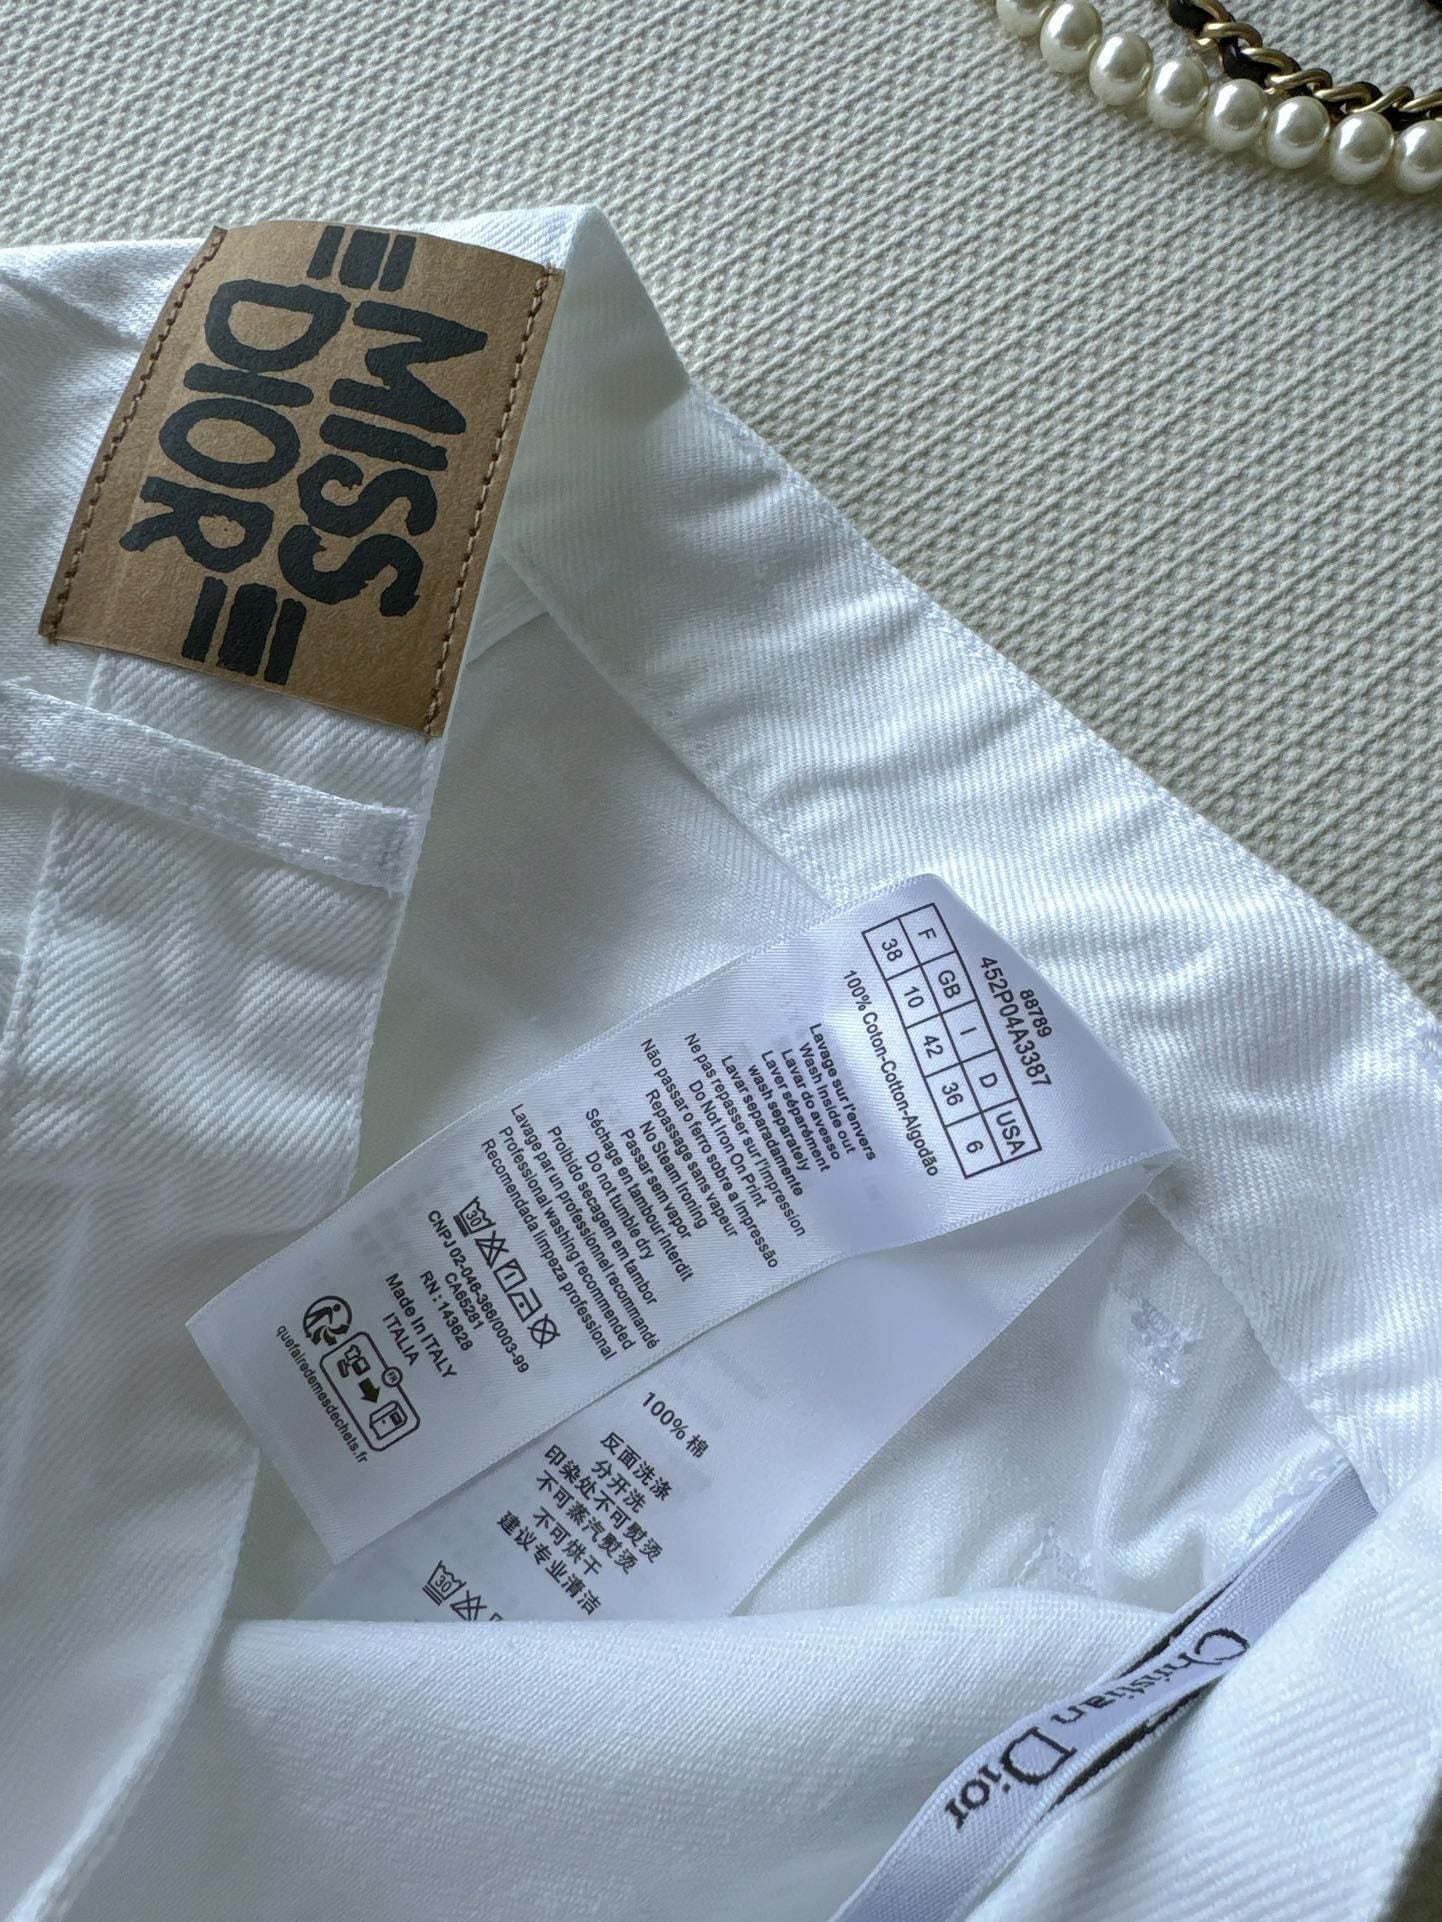 MISS
DIOR
88789
452P04A3387
F GB I D USA
38 10 42 36 6
100% Coton-Cotton-Algodão
Lavage sur l'envers
Wash Inside out
Lavar do avesso
Laver séparément
wash separately
Lavar separadamente
Ne pas repasser sur l'impression
Do Not Iron On Print
Não passar o ferro sobre a impressão
Repassage sans vapeur
No Steam Ironing
Passar sem vapor
Séchage en tambour interdit
Do not tumble dry
Proibido secagem em tambor
Lavage par un professionnel recommandé
Professional washing recommended
Recomendada limpeza professional
30
CNPJ 02-046-366/0003-99
CA65281
RN : 143628
Made In ITALY
ITALIA
quefairedemesdechets.fr
100% 棉
反面洗涤
分开洗
印染处不可熨烫
不可蒸汽熨烫
不可烘干
建议专业清洁
30
Christian Dior